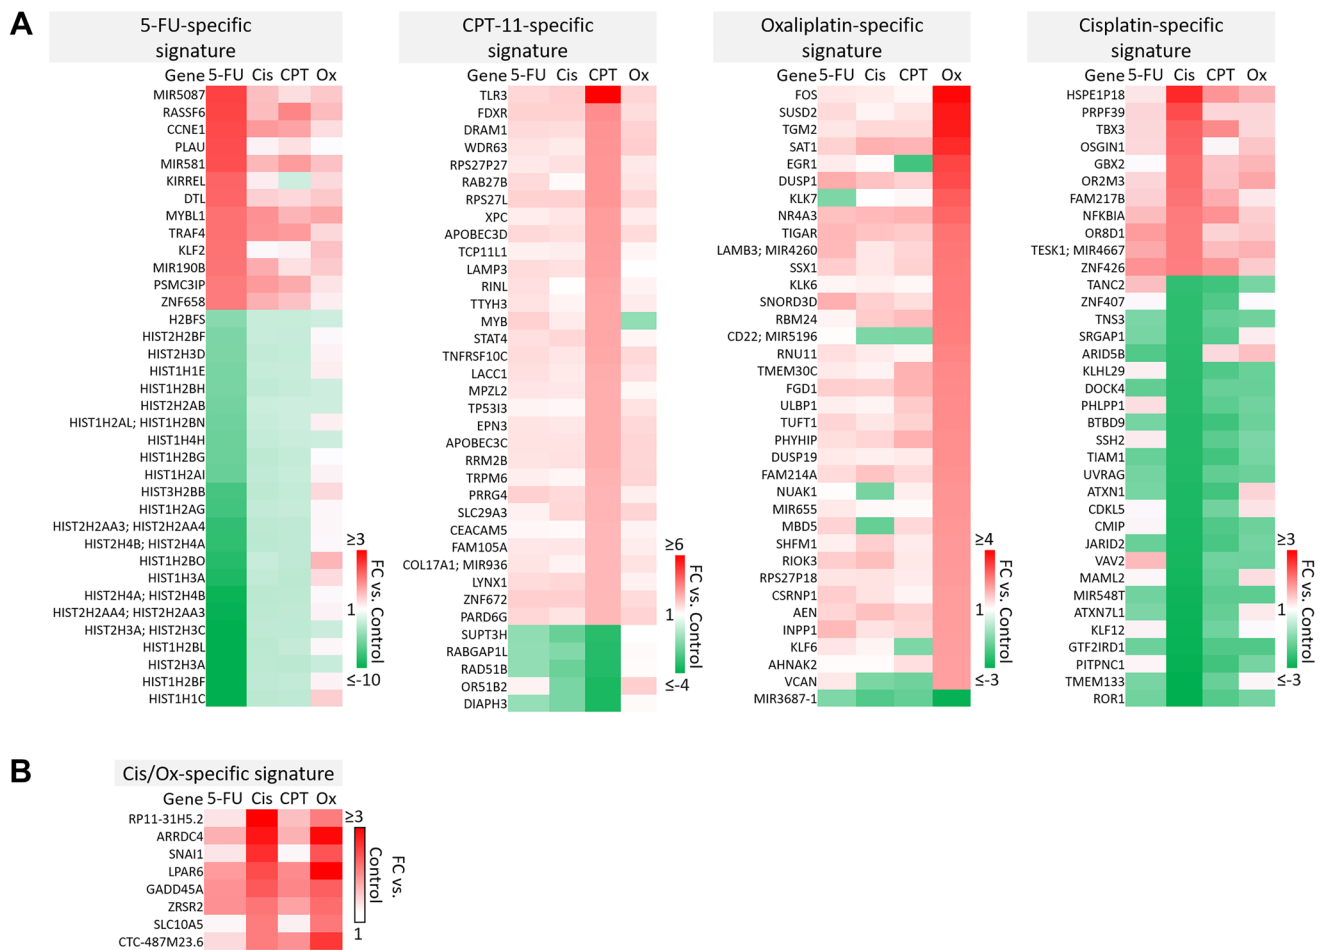 A
5-FU-specific
signature
Gene 5-FU Cis CPT Ox
MIR5087
RASSF6
CCNE1
PLAU
MIR581
KIRREL
DTL
MYBL1
TRAF4
KLF2
MIR190B
PSMC3IP
ZNF658
H2BFS
HIST2H2BF
HIST2H3D
HIST1H1E
HIST1H2BH
HIST2H2AB
HIST1H2AL; HIST1H2BN
HIST1H4H
HIST1H2BG
HIST1H2AI
HIST3H2BB
HIST1H2AG
HIST2H2AA3; HIST2H2AA4
HIST2H4B; HIST2H4A
HIST1H2BO
HIST1H3A
HIST2H4A; HIST2H4B
HIST2H2AA4; HIST2H2AA3
HIST2H3A; HIST2H3C
HIST1H2BL
HIST2H3A
HIST1H2BF
HIST1H1C
≥3
1
≤-10
FC vs. Control
CPT-11-specific
signature
Gene 5-FU Cis CPT Ox
TLR3
FDXR
DRAM1
WDR63
RPS27P27
RAB27B
RPS27L
XPC
APOBEC3D
TCP11L1
LAMP3
RINL
TTYH3
MYB
STAT4
TNFRSF10C
LACC1
MPZL2
TP53I3
EPN3
APOBEC3C
RRM2B
TRPM6
PRRG4
SLC29A3
CEACAM5
FAM105A
COL17A1; MIR936
LYNX1
ZNF672
PARD6G
SUPT3H
RABGAP1L
RAD51B
OR51B2
DIAPH3
≥6
1
≤-4
FC vs. Control
Oxaliplatin-specific
signature
Gene 5-FU Cis CPT Ox
FOS
SUSD2
TGM2
SAT1
EGR1
DUSP1
KLK7
NR4A3
TIGAR
LAMB3; MIR4260
SSX1
KLK6
SNORD3D
RBM24
CD22; MIR5196
RNU11
TMEM30C
FGD1
ULBP1
TUFT1
PHYHIP
DUSP19
FAM214A
NUAK1
MIR655
MBD5
SHFM1
RIOK3
RPS27P18
CSRNP1
AEN
INPP1
KLF6
AHNAK2
VCAN
MIR3687-1
≥4
1
≤-3
FC vs. Control
Cisplatin-specific
signature
Gene 5-FU Cis CPT Ox
HSPE1P18
PRPF39
TBX3
OSGIN1
GBX2
OR2M3
FAM217B
NFKBIA
OR8D1
TESK1; MIR4667
ZNF426
TANC2
ZNF407
TNS3
SRGAP1
ARID5B
KLHL29
DOCK4
PHLPP1
BTBD9
SSH2
TIAM1
UVRAG
ATXN1
CDKL5
CMIP
JARID2
VAV2
MAML2
MIR548T
ATXN7L1
KLF12
GTF2IRD1
PITPNC1
TMEM133
ROR1
≥3
1
≤-3
FC vs. Control
B
Cis/Ox-specific signature
Gene 5-FU Cis CPT Ox
RP11-31H5.2
ARRDC4
SNAI1
LPAR6
GADD45A
ZRSR2
SLC10A5
CTC-487M23.6
≥3
1
FC vs.
Control